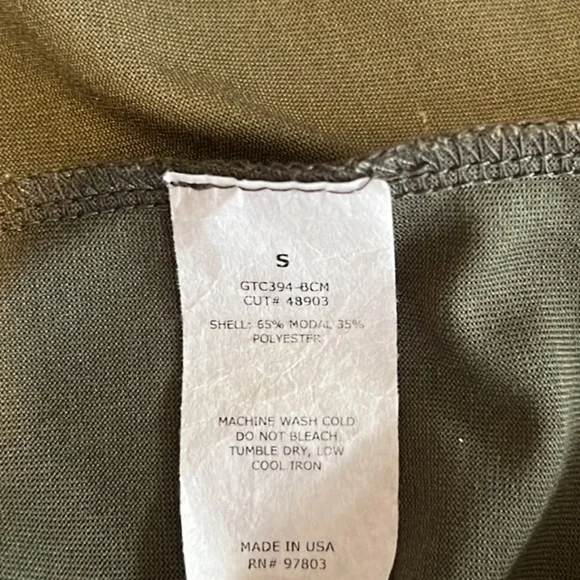 S
GTC394-BCM
CUT# 48903
SHELL: 65% MODAL 35%
POLYESTER
MACHINE WASH COLD
DO NOT BLEACH
TUMBLE DRY, LOW
COOL IRON
MADE IN USA
RN# 97803